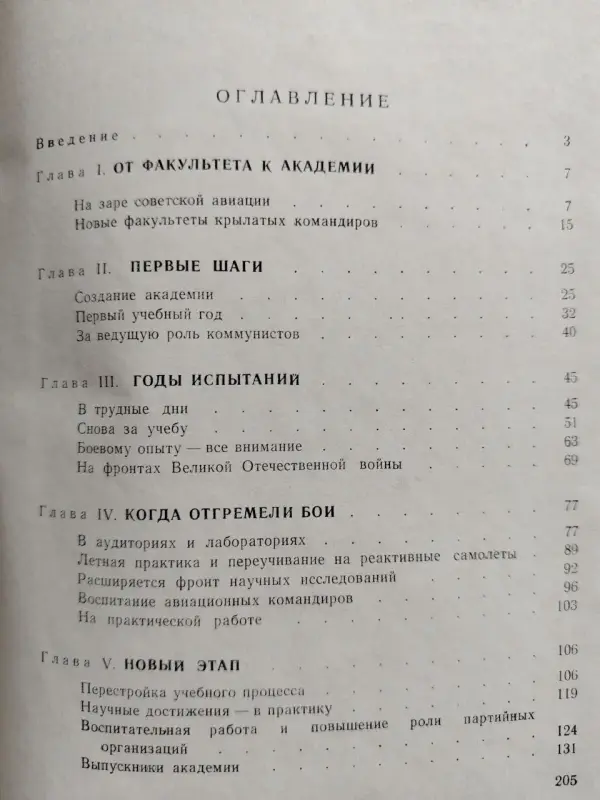 ОГЛАВЛЕНИЕ
Введение . . . . . . . . . . 3
Глава I. ОТ ФАКУЛЬТЕТА К АКАДЕМИИ . . . . . 7
На заре советской авиации . . . . . . . 7
Новые факультеты крылатых командиров . . . . 15
Глава II. ПЕРВЫЕ ШАГИ . . . . . . . 25
Создание академии . . . . . . . . 25
Первый учебный год . . . . . . . . 32
За ведущую роль коммунистов . . . . . . 40
Глава III. ГОДЫ ИСПЫТАНИЙ . . . . . . 45
В трудные дни . . . . . . . . . 45
Снова за учебу . . . . . . . . . 51
Боевому опыту — все внимание . . . . . . 63
На фронтах Великой Отечественной войны . . . . 69
Глава IV. КОГДА ОТГРЕМЕЛИ БОИ . . . . . 77
В аудиториях и лабораториях . . . . . . 77
Летная практика и переучивание на реактивные самолеты . 89
Расширяется фронт научных исследований . . . . 92
Воспитание авиационных командиров . . . . . 96
На практической работе . . . . . . . 103
Глава V. НОВЫЙ ЭТАП . . . . . . . 106
Перестройка учебного процесса . . . . . . 106
Научные достижения — в практику . . . . . 119
Воспитательная работа и повышение роли партийных
организаций . . . . . . . . 124
Выпускники академии . . . . . . . 131
205